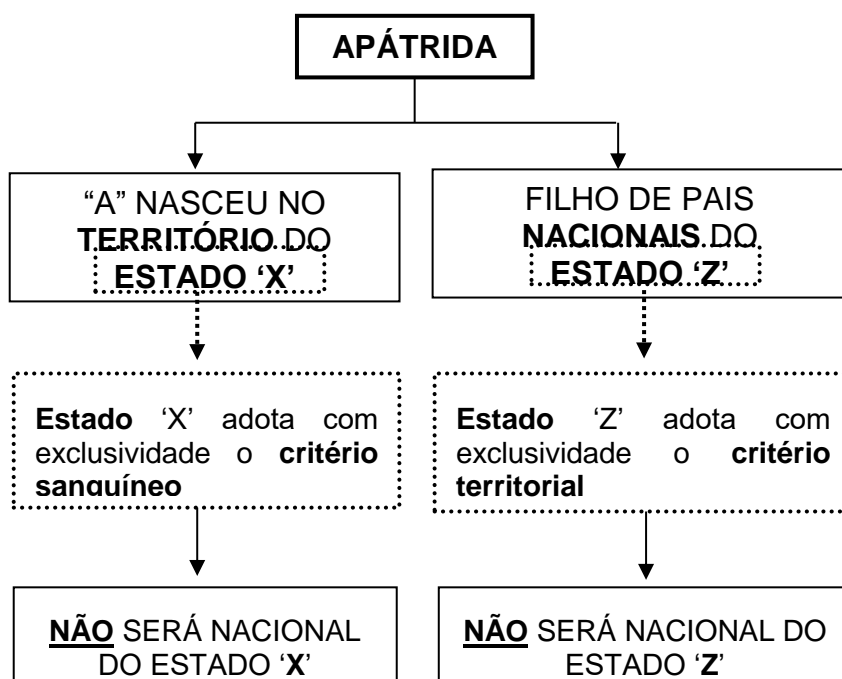 APÁTRIDA
“A” NASCEU NO
TERRITÓRIO DO
ESTADO ‘X’
FILHO DE PAIS
NACIONAIS DO
ESTADO ‘Z’
Estado ‘X’ adota com
exclusividade o critério
sanguíneo
Estado ‘Z’ adota com
exclusividade o critério
territorial
NÃO SERÁ NACIONAL
DO ESTADO ‘X’
NÃO SERÁ NACIONAL DO
ESTADO ‘Z’